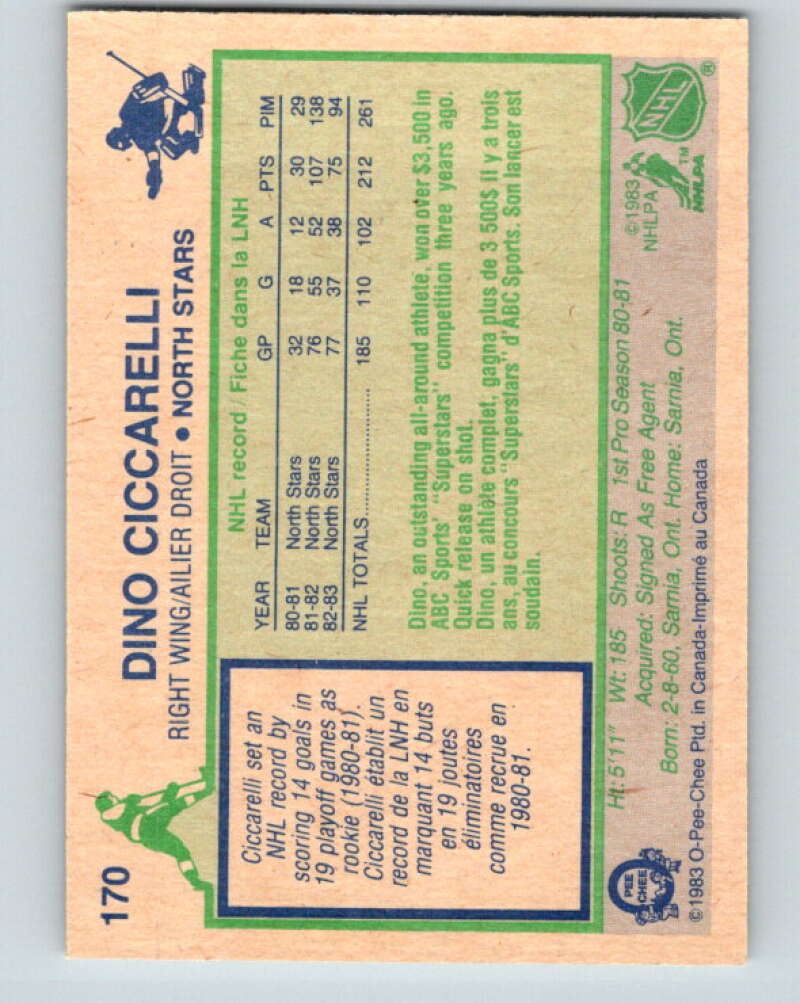 170
DINO CICCARELLI
RIGHT WING/AILIER DROIT • NORTH STARS
Ciccarelli set an
NHL record by
scoring 14 goals in
19 playoff games as
rookie (1980-81).
Ciccarelli établit un
record de la LNH en
marquant 14 buts
en 19 joutes
éliminatoires
comme recrue en
1980-81.
NHL record / Fiche dans la LNH
YEAR TEAM GP G A PTS PIM
80-81 North Stars 32 18 12 30 29
81-82 North Stars 76 55 52 107 138
82-83 North Stars 77 37 38 75 94
NHL TOTALS.................... 185 110 102 212 261
Dino, an outstanding all-around athlete, won over $3,500 in
ABC Sports' "Superstars" competition three years ago.
Quick release on shot.
Dino, un athlète complet, gagna plus de 3 500$ il y a trois
ans, au concours "Superstars" d'ABC Sports. Son lancer est
soudain.
Ht: 5'11" Wt: 185 Shoots: R 1st Pro Season 80-81
Acquired: Signed As Free Agent
Born: 2-8-60, Sarnia, Ont. Home: Sarnia, Ont.
©1983
NHLPA
NHL
®
TM
NHLPA
O
PEE
CHEE
©1983 O-Pee-Chee Ptd. in Canada-Imprimé au Canada